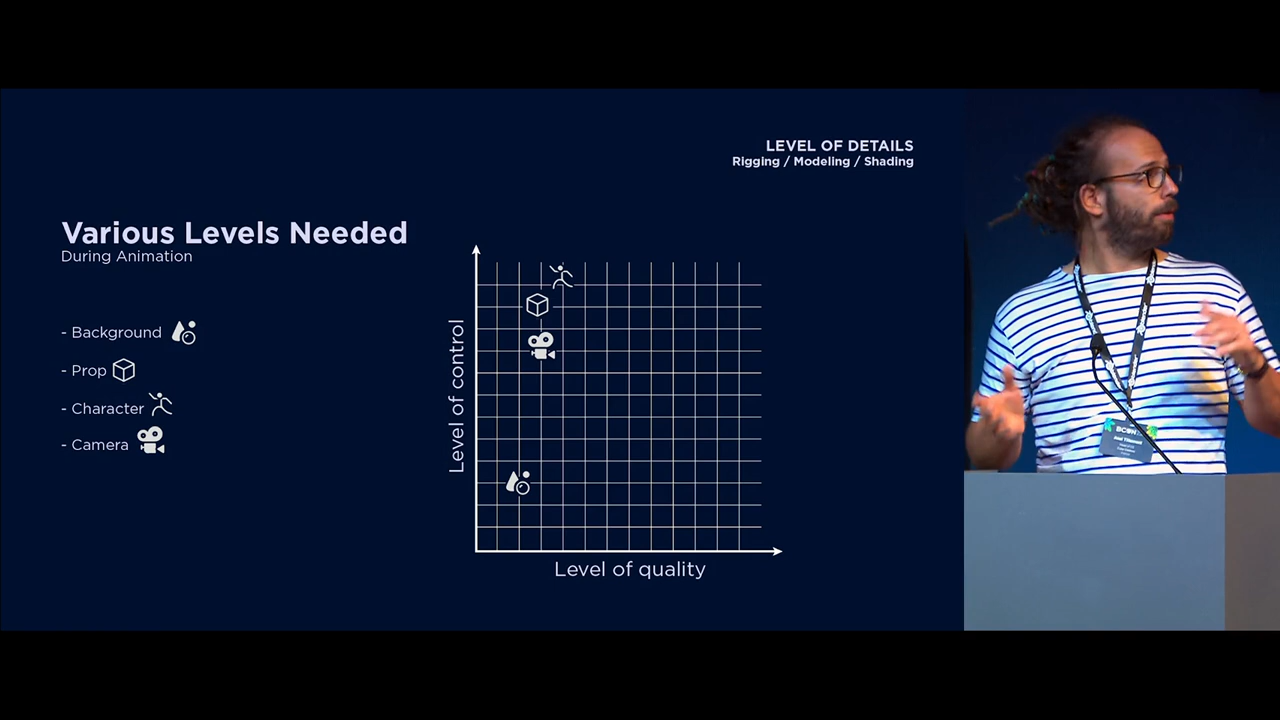 LEVEL OF DETAILS
Rigging / Modeling / Shading
Various Levels Needed
During Animation
- Background
- Prop
- Character
- Camera
Level of control
Level of quality